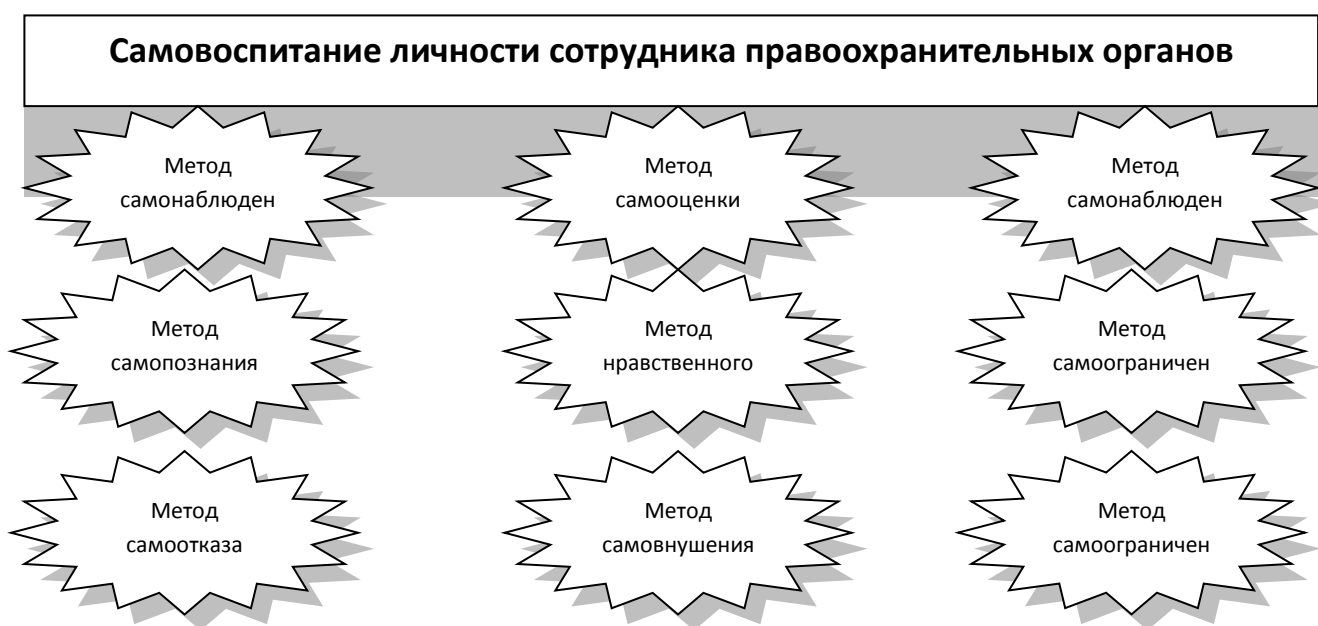 Самовоспитание личности сотрудника правоохранительных органов
Метод
самонаблюден
Метод
самооценки
Метод
самонаблюден
Метод
самопознания
Метод
нравственного
Метод
самоограничен
Метод
самоотказа
Метод
самовнушения
Метод
самоограничен